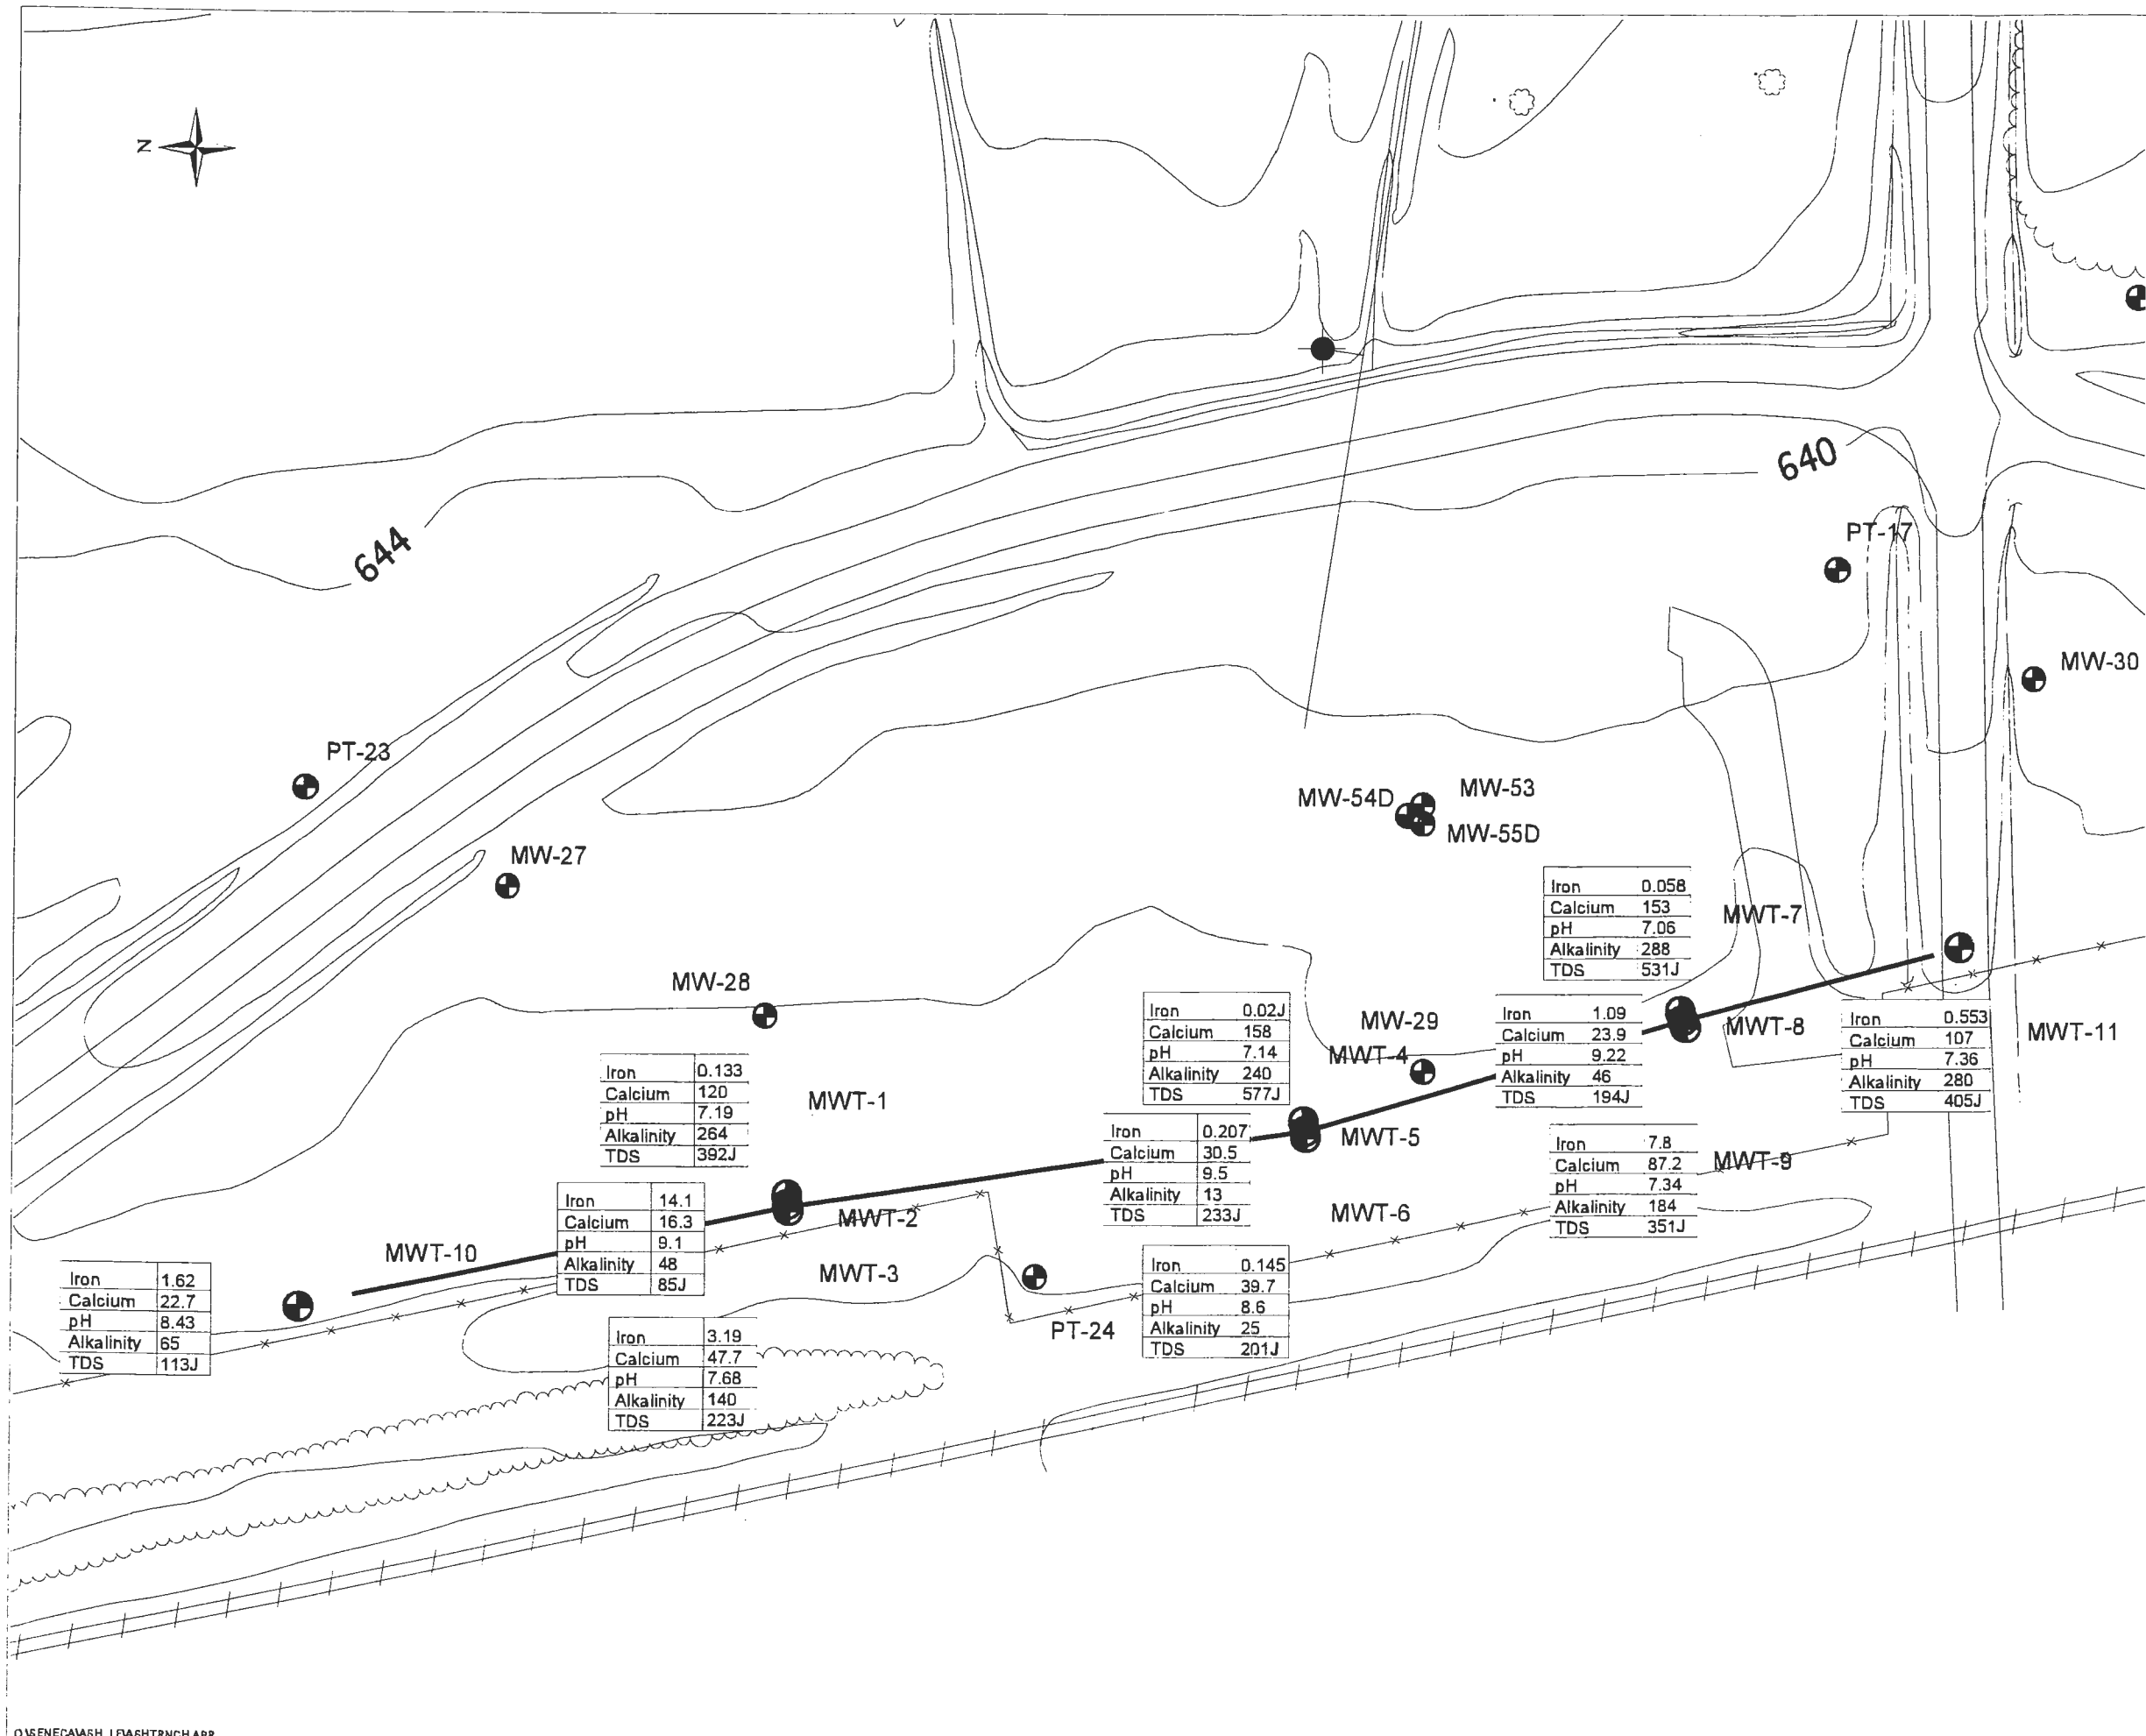 N
640
644
PT-17
MW-30
PT-23
MW-54D
MW-53
MW-55D
MW-27
Iron 0.058
Calcium 153
pH 7.06
Alkalinity 288
TDS 531J
MWT-7
MW-28
Iron 0.02J
Calcium 158
pH 7.14
Alkalinity 240
TDS 577J
MW-29
MWT-4
Iron 1.09
Calcium 23.9
pH 9.22
Alkalinity 46
TDS 194J
MWT-8
Iron 0.553
Calcium 107
pH 7.36
Alkalinity 280
TDS 405J
MWT-11
Iron 0.133
Calcium 120
pH 7.19
Alkalinity 264
TDS 392J
MWT-1
Iron 0.207
Calcium 30.5
pH 9.5
Alkalinity 13
TDS 233J
MWT-5
Iron 7.8
Calcium 87.2
pH 7.34
Alkalinity 184
TDS 351J
MWT-9
Iron 14.1
Calcium 16.3
pH 9.1
Alkalinity 48
TDS 85J
MWT-2
MWT-6
MWT-10
MWT-3
Iron 1.62
Calcium 22.7
pH 8.43
Alkalinity 65
TDS 113J
Iron 0.145
Calcium 39.7
pH 8.6
Alkalinity 25
TDS 201J
PT-24
Iron 3.19
Calcium 47.7
pH 7.68
Alkalinity 140
TDS 223J